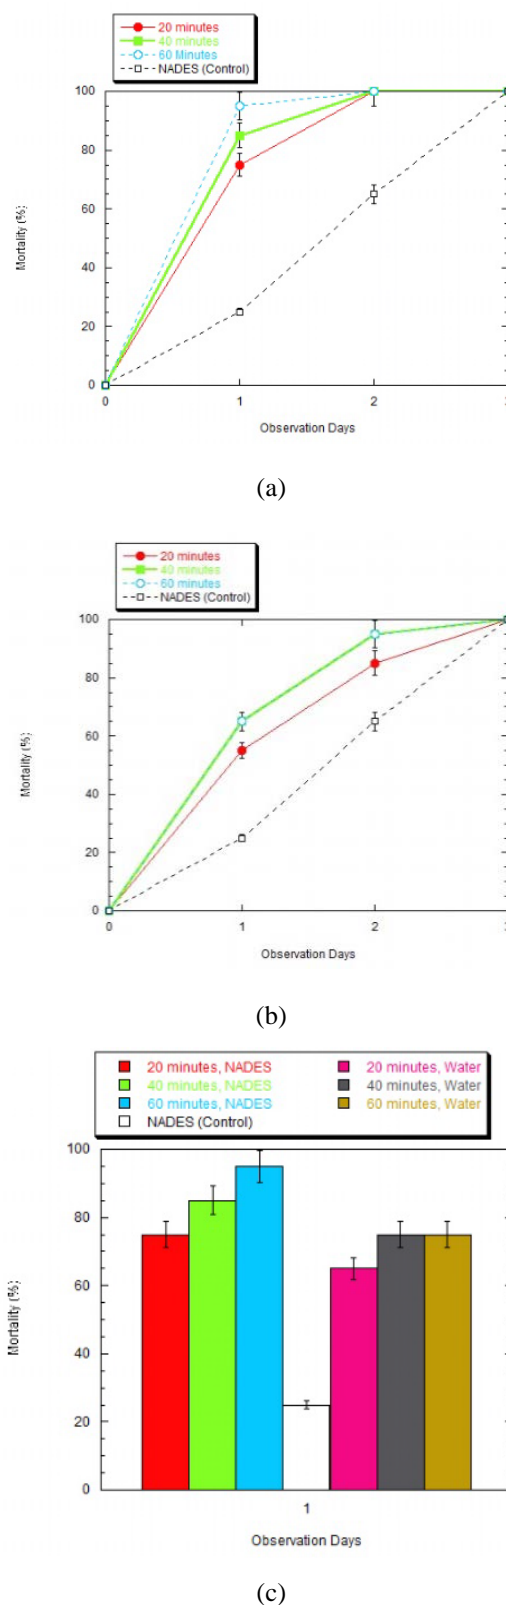 20 minutes
40 minutes
60 Minutes
NADES (Control)
100
80
60
40
20
0
Mortality (%)
0 1 2
Observation Days
(a)
20 minutes
40 minutes
60 minutes
NADES (Control)
100
80
60
40
20
0
Mortality (%)
0 1 2
Observation Days
(b)
20 minutes, NADES 20 minutes, Water
40 minutes, NADES 40 minutes, Water
60 minutes, NADES 60 minutes, Water
NADES (Control)
100
80
60
40
20
0
Mortality (%)
1
Observation Days
(c)